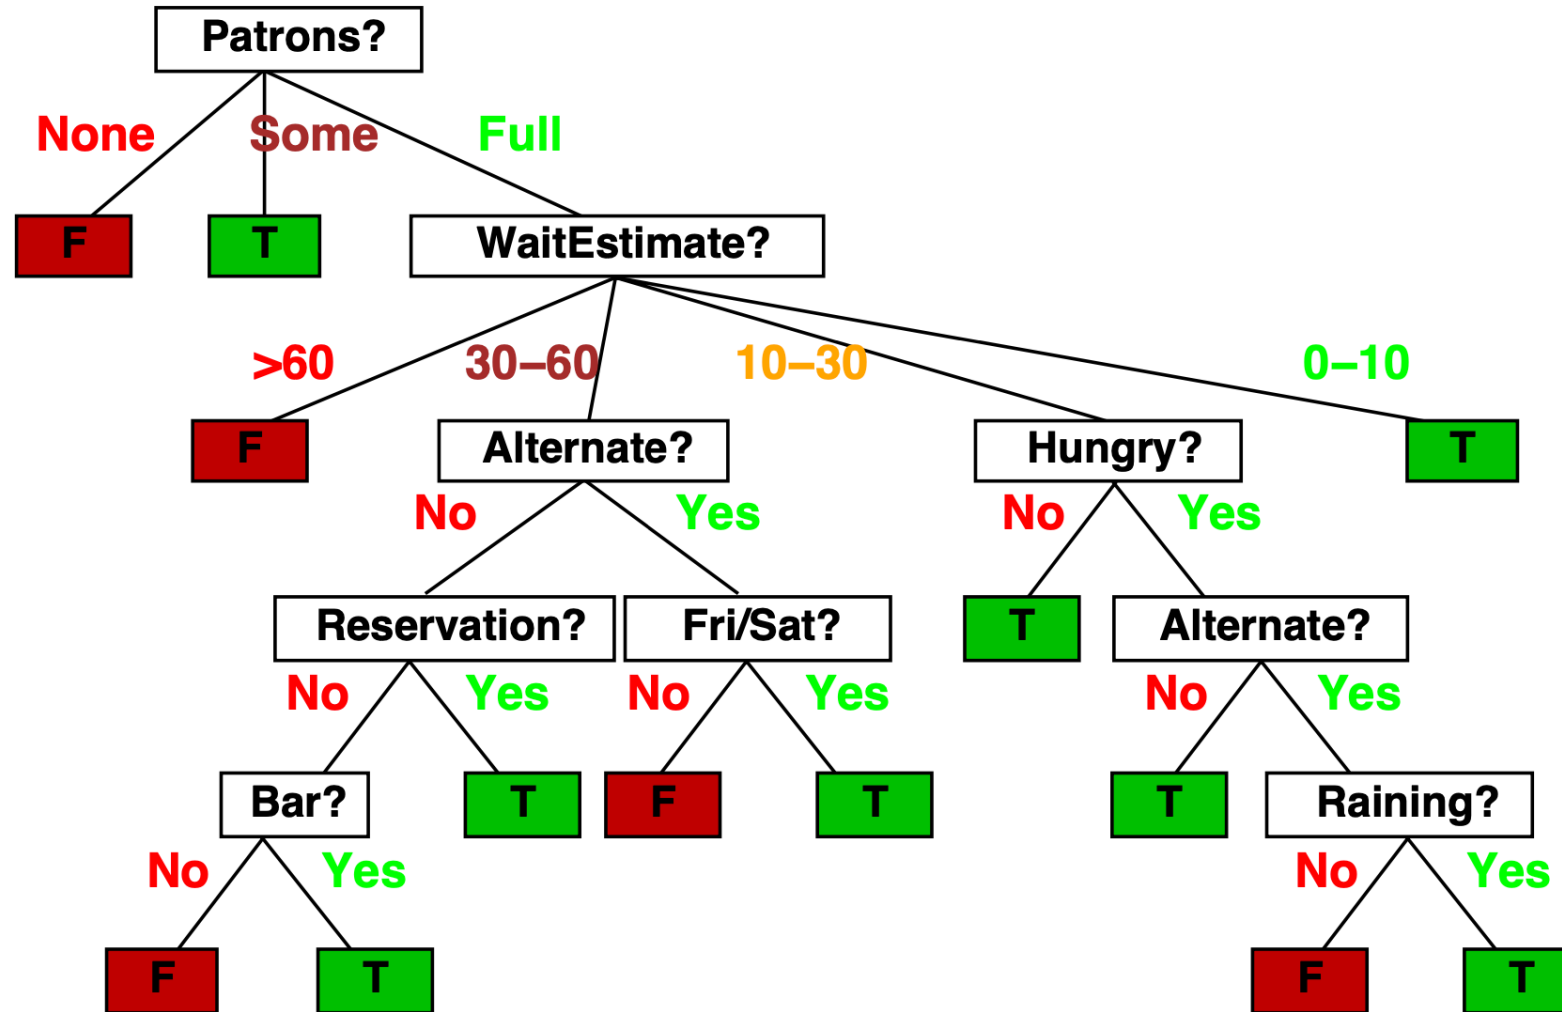 Patrons?
None Some Full
F T WaitEstimate?
>60 30–60 10–30 0–10
F Alternate? Hungry? T
No Yes No Yes
Reservation? Fri/Sat? T Alternate?
No Yes No Yes No Yes
Bar? T F T T Raining?
No Yes No Yes
F T F T